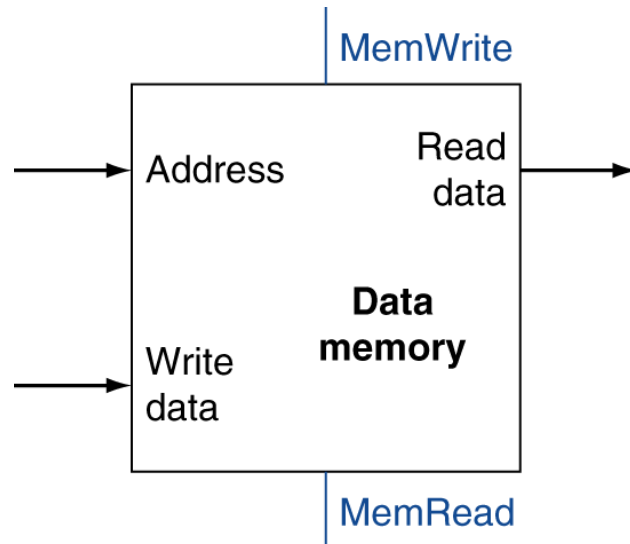 MemWrite
Address
Read
data
Data
memory
Write
data
MemRead